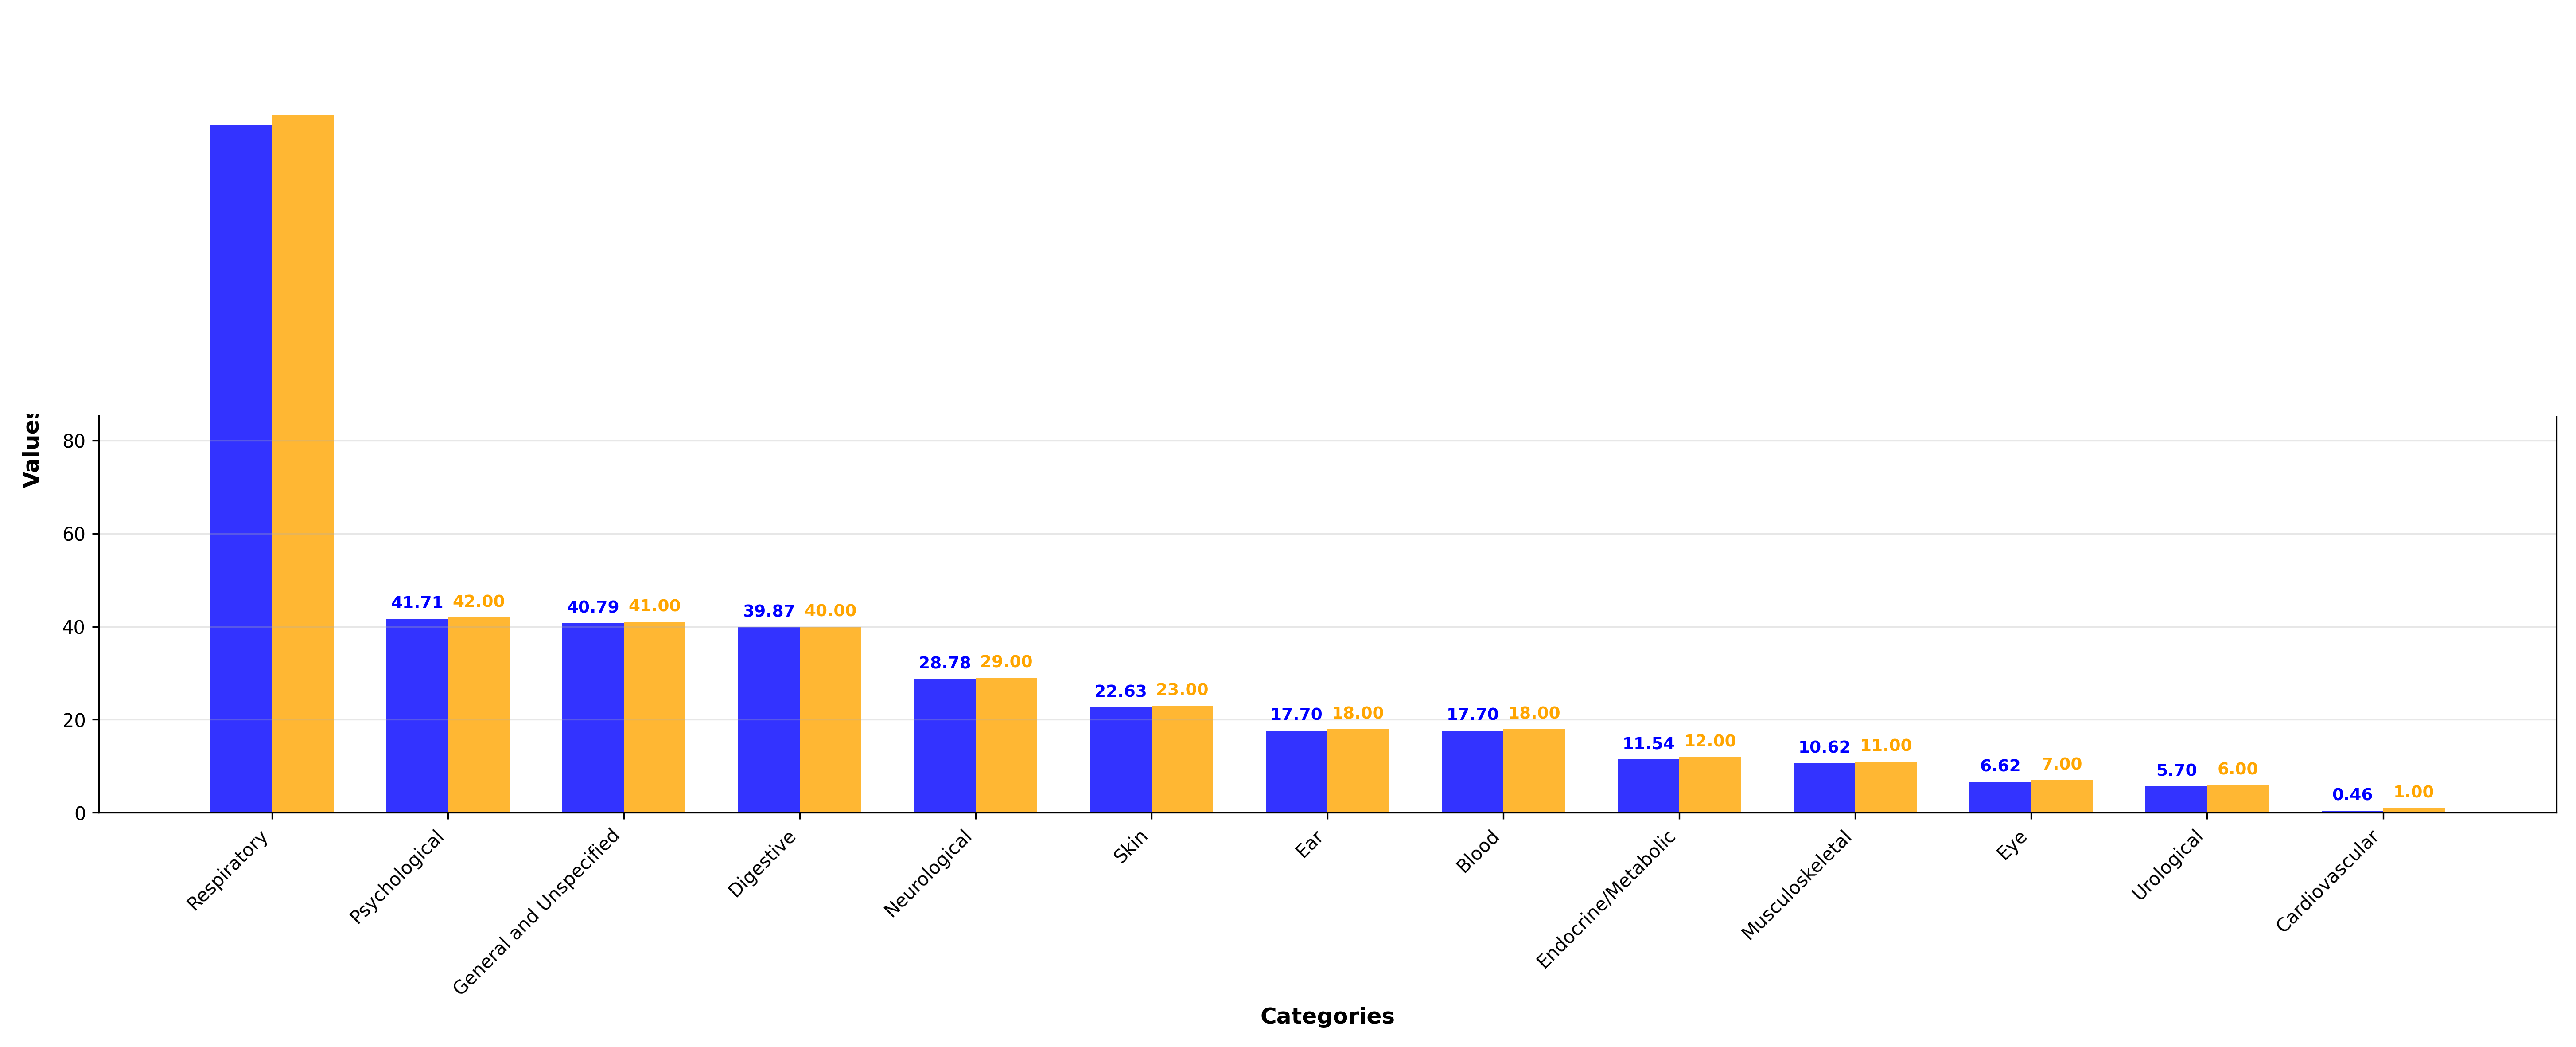 Values
80
60
40
20
0
41.71 42.00
40.79 41.00
39.87 40.00
28.78 29.00
22.63 23.00
17.70 18.00
17.70 18.00
11.54 12.00
10.62 11.00
6.62 7.00
5.70 6.00
0.46 1.00
Respiratory
Psychological
General and Unspecified
Digestive
Neurological
Skin
Ear
Blood
Endocrine/Metabolic
Musculoskeletal
Eye
Urological
Cardiovascular
Categories